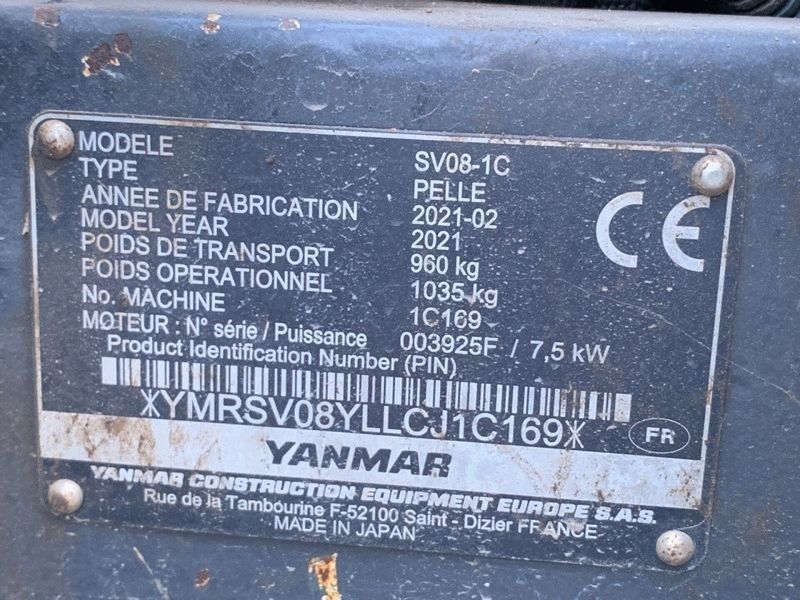 MODELE SV08-1C
TYPE PELLE
ANNÉE DE FABRICATION 2021-02
MODEL YEAR 2021
POIDS DE TRANSPORT 960 kg
POIDS OPERATIONNEL 1035 kg
No. MACHINE 1C169
MOTEUR : N° série / Puissance 003925F / 7,5 kW
Product Identification Number (PIN)
*YMRSV08YLLCJ1C169*
CE
FR
YANMAR
YANMAR CONSTRUCTION EQUIPMENT EUROPE S.A.S.
Rue de la Tambourine F-52100 Saint - Dizier FRANCE
MADE IN JAPAN